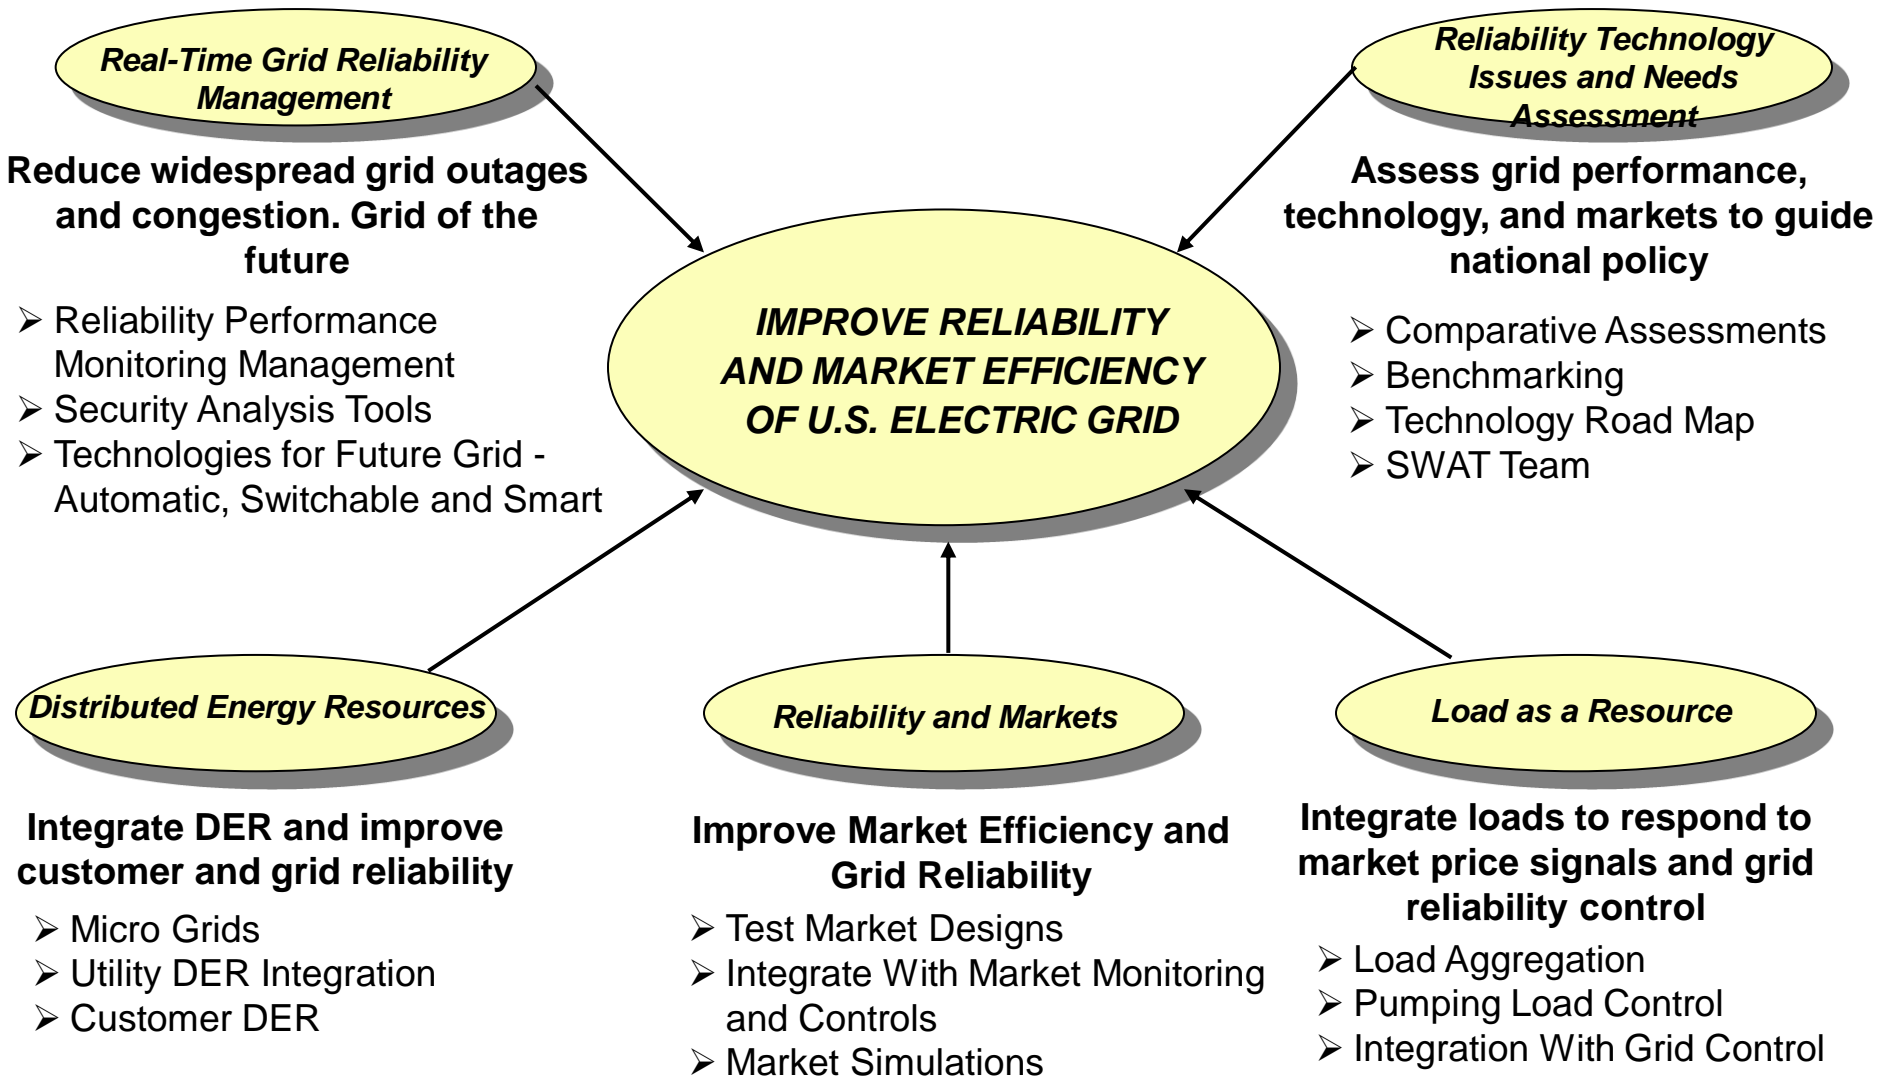 Real-Time Grid Reliability
Management
Reduce widespread grid outages
and congestion. Grid of the
future
➢ Reliability Performance
Monitoring Management
➢ Security Analysis Tools
➢ Technologies for Future Grid -
Automatic, Switchable and Smart
Reliability Technology
Issues and Needs
Assessment
Assess grid performance,
technology, and markets to guide
national policy
➢ Comparative Assessments
➢ Benchmarking
➢ Technology Road Map
➢ SWAT Team
IMPROVE RELIABILITY
AND MARKET EFFICIENCY
OF U.S. ELECTRIC GRID
Distributed Energy Resources
Integrate DER and improve
customer and grid reliability
➢ Micro Grids
➢ Utility DER Integration
➢ Customer DER
Reliability and Markets
Improve Market Efficiency and
Grid Reliability
➢ Test Market Designs
➢ Integrate With Market Monitoring
and Controls
➢ Market Simulations
Load as a Resource
Integrate loads to respond to
market price signals and grid
reliability control
➢ Load Aggregation
➢ Pumping Load Control
➢ Integration With Grid Control